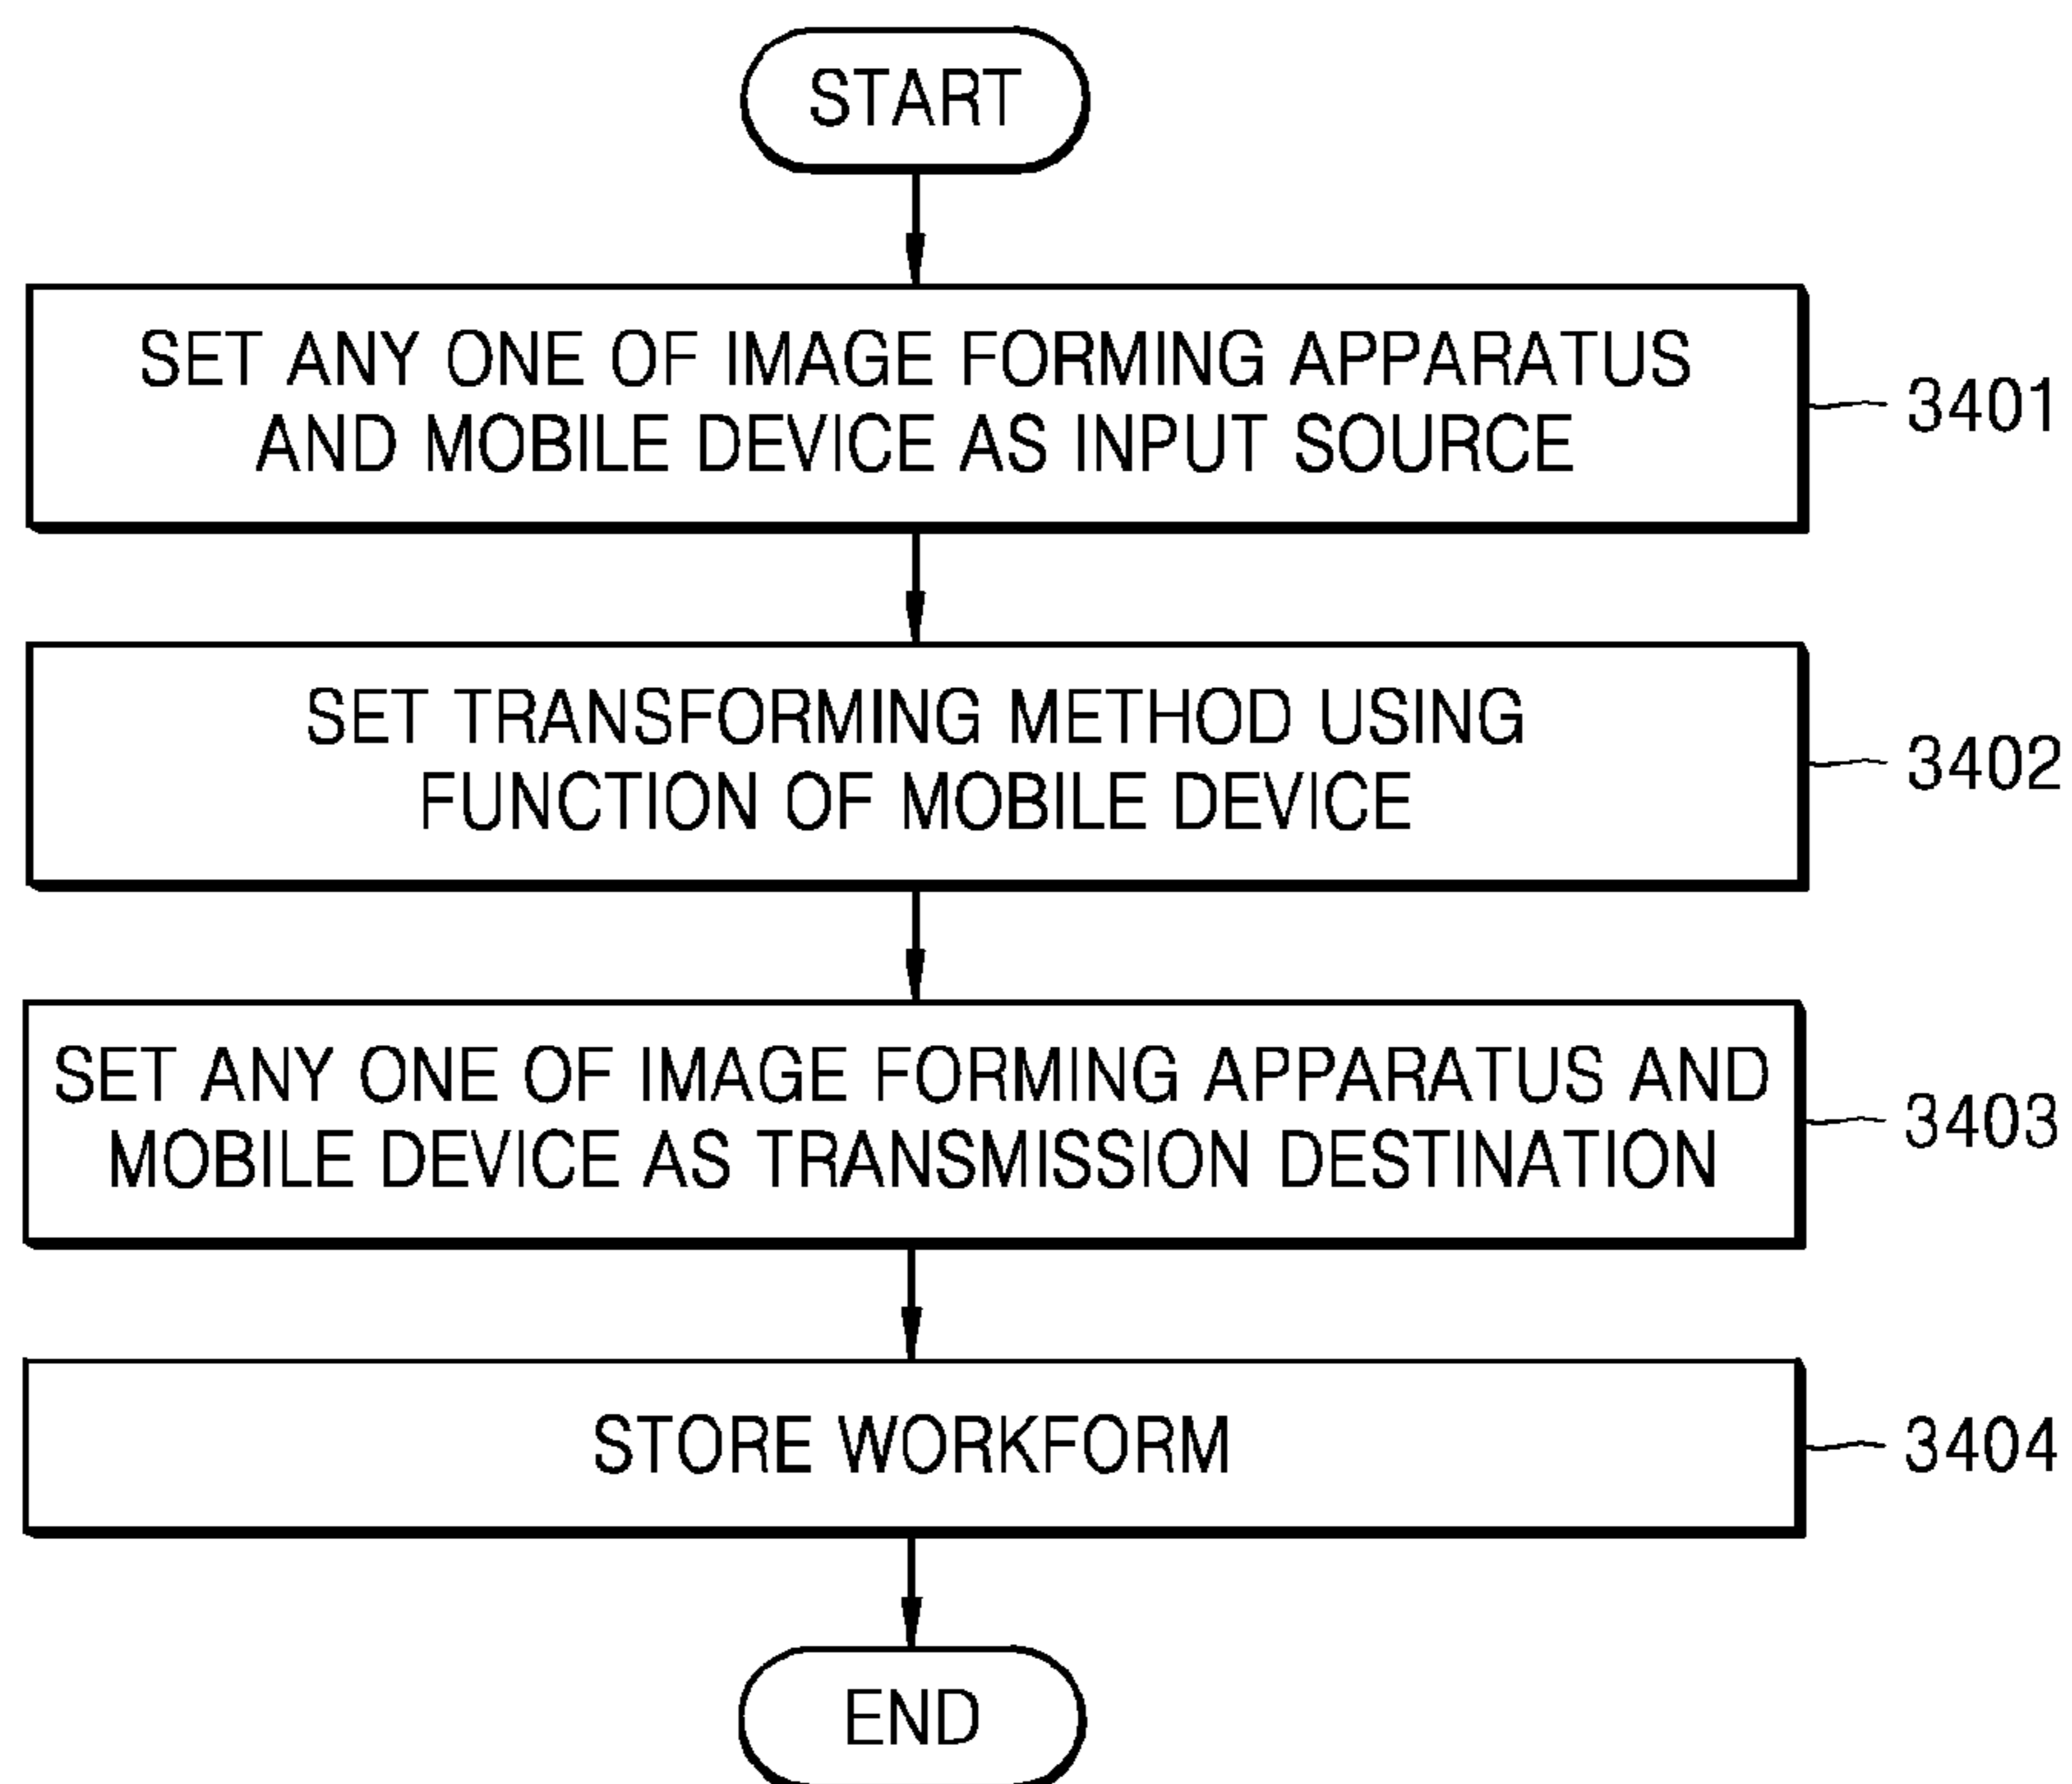 START
SET ANY ONE OF IMAGE FORMING APPARATUS
AND MOBILE DEVICE AS INPUT SOURCE
3401
SET TRANSFORMING METHOD USING
FUNCTION OF MOBILE DEVICE
3402
SET ANY ONE OF IMAGE FORMING APPARATUS AND
MOBILE DEVICE AS TRANSMISSION DESTINATION
3403
STORE WORKFORM
3404
END